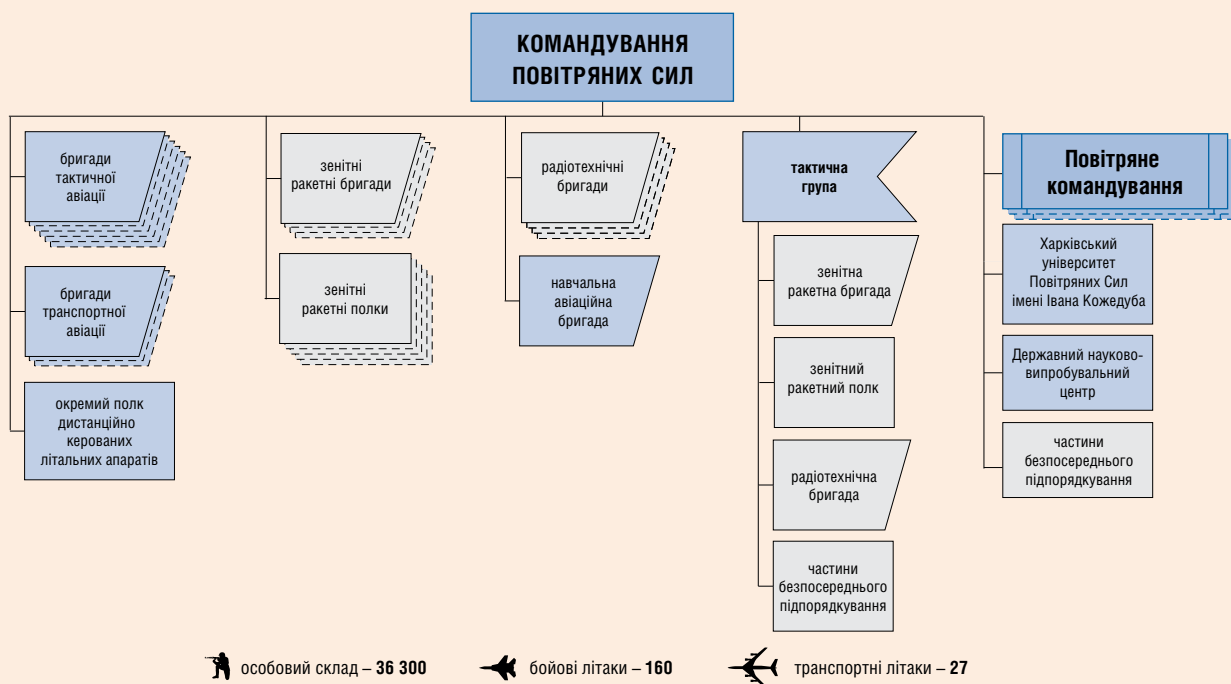 КОМАНДУВАННЯ
ПОВІТРЯНИХ СИЛ
бригади
тактичної
авіації
бригади
транспортної
авіації
окремий полк
дистанційно
керованих
літальних апаратів
зенітні
ракетні бригади
зенітні
ракетні полки
радіотехнічні
бригади
навчальна
авіаційна
бригада
тактична
група
зенітна
ракетна бригада
зенітний
ракетний полк
радіотехнічна
бригада
частини
безпосереднього
підпорядкування
Повітряне
командування
Харківський
університет
Повітряних Сил
імені Івана Кожедуба
Державний науково-
випробувальний
центр
частини
безпосереднього
підпорядкування
особовий склад – 36 300
бойові літаки – 160
транспортні літаки – 27